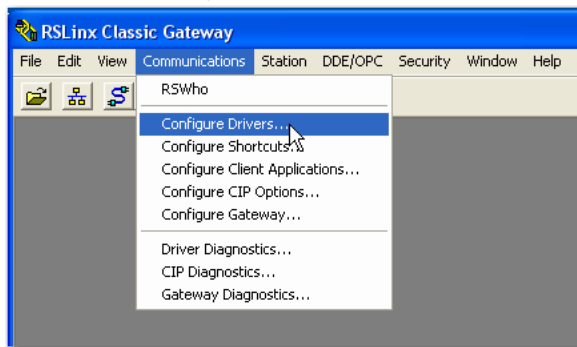 RSLinx Classic Gateway
File Edit View Communications Station DDE/OPC Security Window Help
RSWho
Configure Drivers...
Configure Shortcuts...
Configure Client Applications...
Configure CIP Options...
Configure Gateway...
Driver Diagnostics...
CIP Diagnostics...
Gateway Diagnostics...